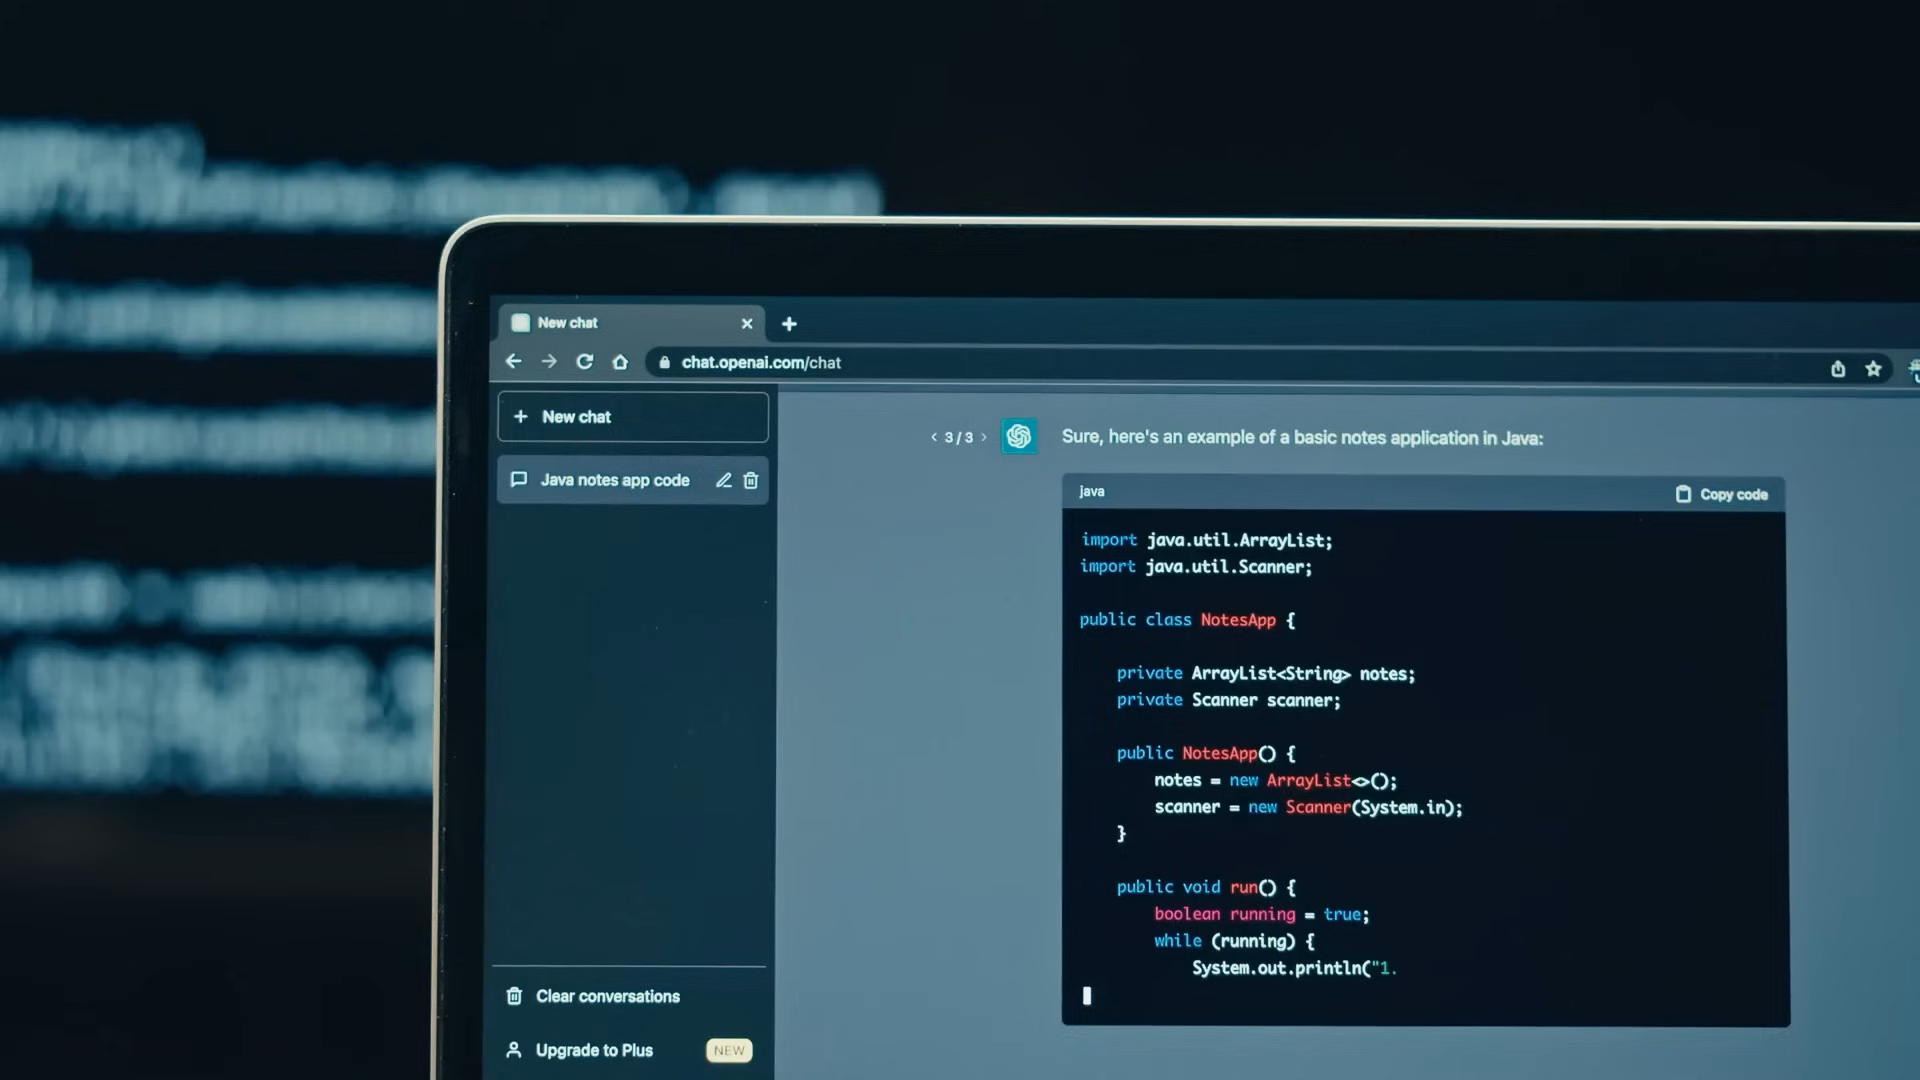 New chat
chat.openai.com/chat
New chat
Java notes app code
Clear conversations
Upgrade to Plus NEW
< 3 / 3 >
Sure, here's an example of a basic notes application in Java:
java Copy code
import java.util.ArrayList;
import java.util.Scanner;
public class NotesApp {
private ArrayList<String> notes;
private Scanner scanner;
public NotesApp() {
notes = new ArrayList<>();
scanner = new Scanner(System.in);
}
public void run() {
boolean running = true;
while (running) {
System.out.println("1.